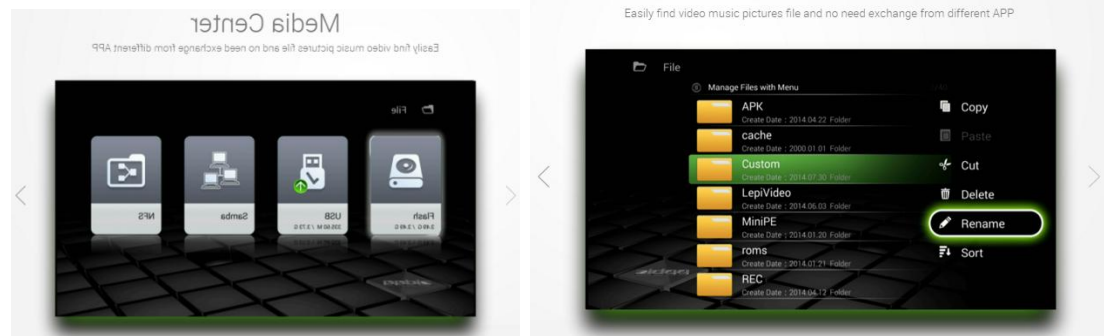 Media Center
Easily find video music pictures file and no need exchange from different APP
File
Flash
USB
Samba
NFS
Easily find video music pictures file and no need exchange from different APP
File
Manage Files with Menu
APK
Create Date : 2014.04.22 Folder
cache
Create Date : 2000.01.01 Folder
Custom
Create Date : 2014.07.30 Folder
LepiVideo
Create Date : 2014.06.03 Folder
MiniPE
Create Date : 2014.01.20 Folder
roms
Create Date : 2014.01.21 Folder
REC
Create Date : 2014.04.12 Folder
Copy
Paste
Cut
Delete
Rename
Sort